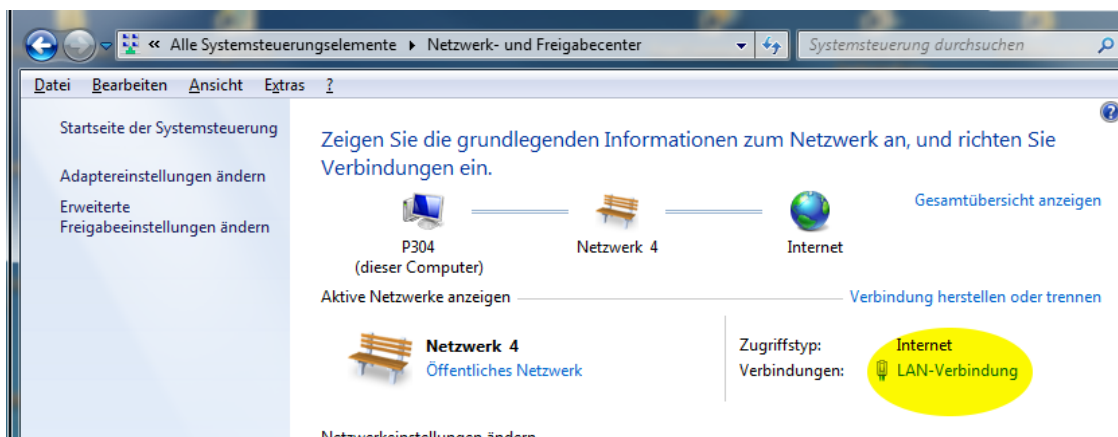 « Alle Systemsteuerungselemente ▸ Netzwerk- und Freigabecenter
Systemsteuerung durchsuchen
Datei Bearbeiten Ansicht Extras ?
Startseite der Systemsteuerung
Adaptereinstellungen ändern
Erweiterte
Freigabeeinstellungen ändern
Zeigen Sie die grundlegenden Informationen zum Netzwerk an, und richten Sie
Verbindungen ein.
Gesamtübersicht anzeigen
P304
(dieser Computer)
Netzwerk 4
Internet
Aktive Netzwerke anzeigen
Verbindung herstellen oder trennen
Netzwerk 4
Öffentliches Netzwerk
Zugriffstyp: Internet
Verbindungen: LAN-Verbindung
Netzwerkeinstellungen ändern